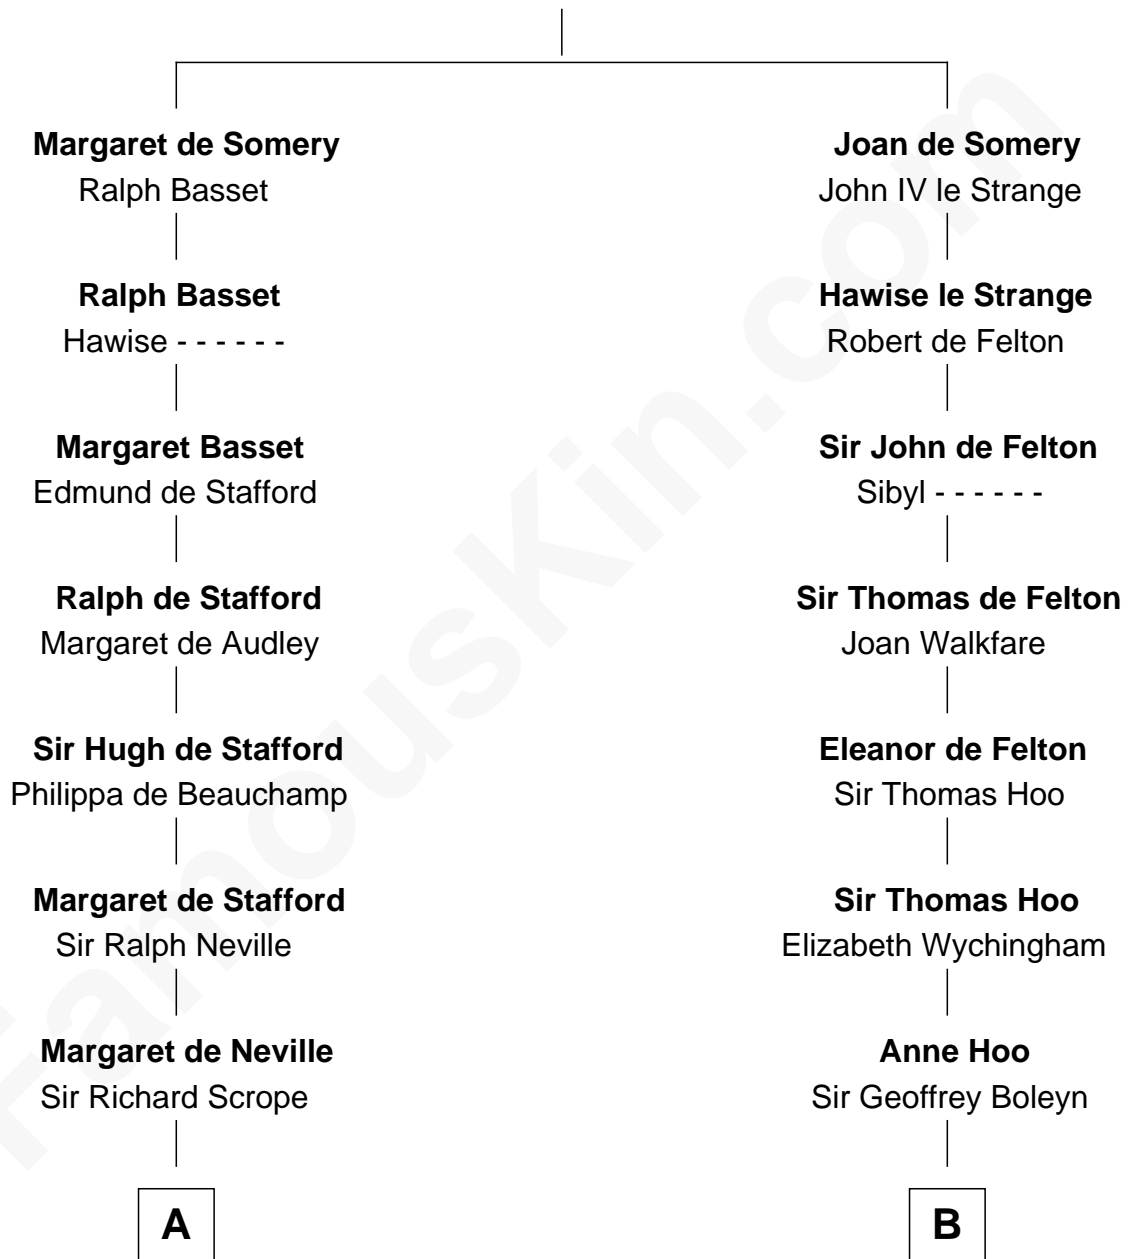 Margaret de Somery
Ralph Basset
Ralph Basset
Hawise - - - - - -
Margaret Basset
Edmund de Stafford
Ralph de Stafford
Margaret de Audley
Sir Hugh de Stafford
Philippa de Beauchamp
Margaret de Stafford
Sir Ralph Neville
Margaret de Neville
Sir Richard Scrope
A
Joan de Somery
John IV le Strange
Hawise le Strange
Robert de Felton
Sir John de Felton
Sibyl - - - - - -
Sir Thomas de Felton
Joan Walkfare
Eleanor de Felton
Sir Thomas Hoo
Sir Thomas Hoo
Elizabeth Wychingham
Anne Hoo
Sir Geoffrey Boleyn
B
FamousKin.com